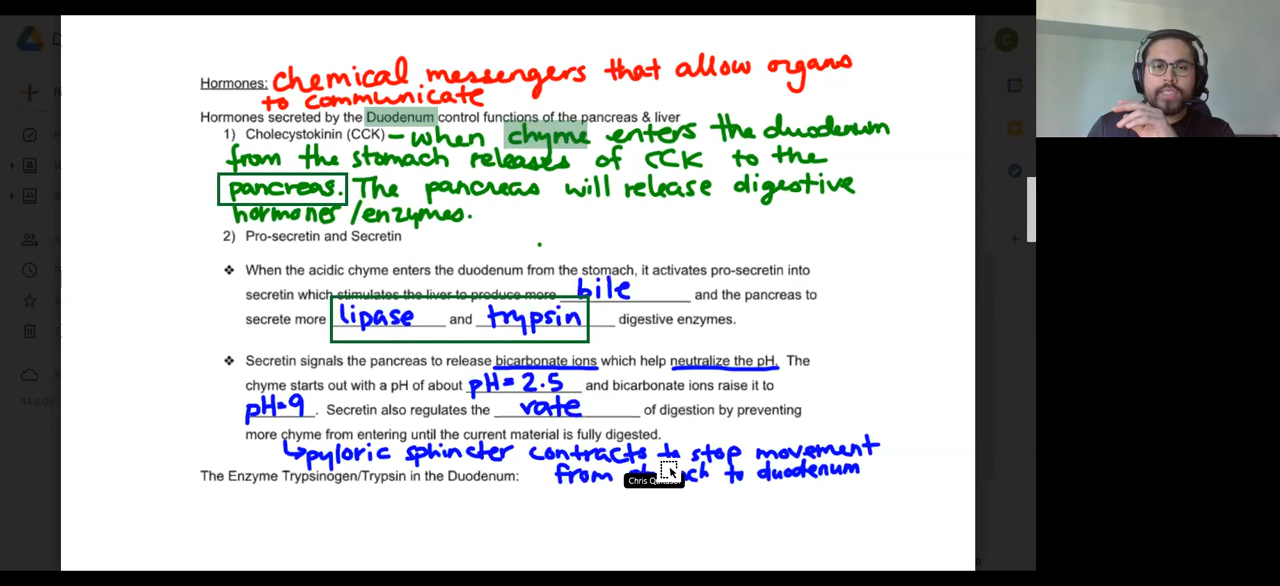 Hormones: chemical messengers that allow organs
to communicate
Hormones secreted by the Duodenum control functions of the pancreas & liver
1) Cholecystokinin (CCK) – when chyme enters the duodenum
from the stomach releases of CCK to the
pancreas. The pancreas will release digestive
hormones/enzymes.
2) Pro-secretin and Secretin
❖ When the acidic chyme enters the duodenum from the stomach, it activates pro-secretin into
secretin which stimulates the liver to produce more bile and the pancreas to
secrete more lipase and trypsin digestive enzymes.
❖ Secretin signals the pancreas to release bicarbonate ions which help neutralize the pH. The
chyme starts out with a pH of about pH = 2.5 and bicarbonate ions raise it to
pH=9. Secretin also regulates the rate of digestion by preventing
more chyme from entering until the current material is fully digested.
↳ pyloric sphincter contracts to stop movement
from to duodenum
The Enzyme Trypsinogen/Trypsin in the Duodenum:
Chris